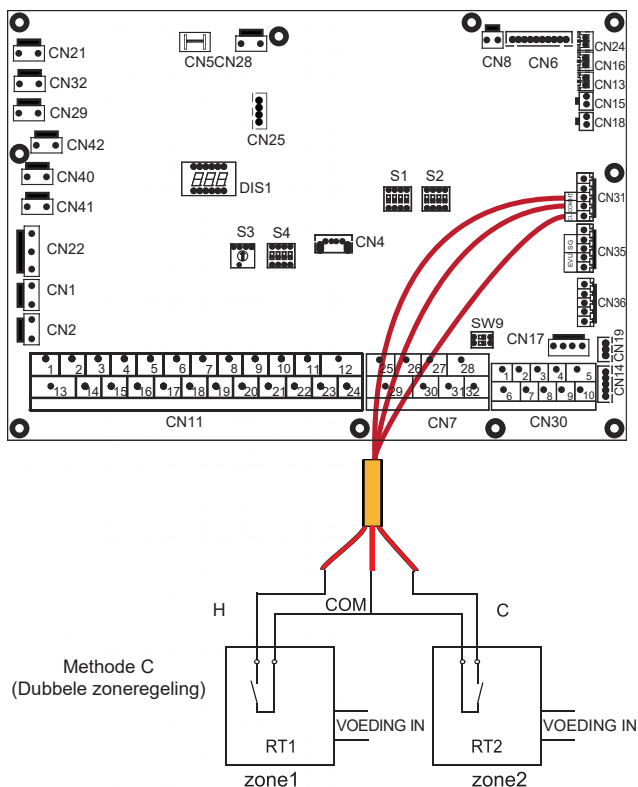 CN21
CN32
CN29
CN42
CN40
CN41
CN22
CN1
CN2
CN5 CN28
CN25
DIS1
S1 S2
S3 S4
CN4
CN8 CN6
CN24
CN16
CN13
CN15
CN18
CN31
CN35
EVU SG
CN36
SW9
CN17
CN19
CN14
1 2 3 4 5 6 7 8 9 10 11 12
13 14 15 16 17 18 19 20 21 22 23 24
CN11
25 26 27 28
29 30 31 32
CN7
1 2 3 4 5
6 7 8 9 10
CN30
H COM C
Methode C
(Dubbele zoneregeling)
RT1
VOEDING IN
RT2
VOEDING IN
zone1
zone2